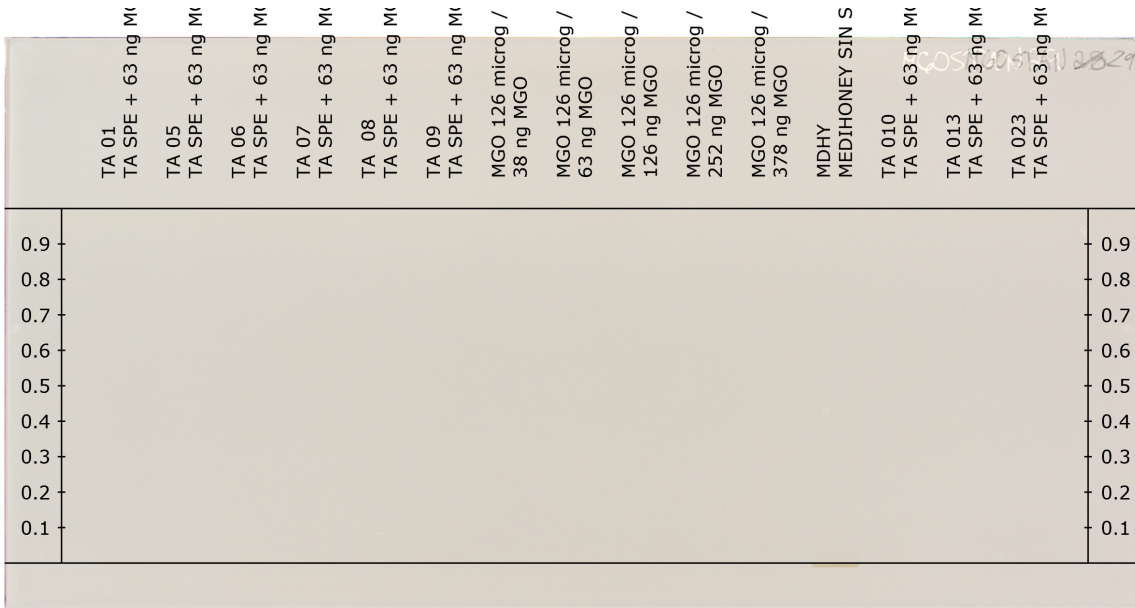 TA 01
TA SPE + 63 ng M
TA 05
TA SPE + 63 ng M
TA 06
TA SPE + 63 ng M
TA 07
TA SPE + 63 ng M
TA 08
TA SPE + 63 ng M
TA 09
TA SPE + 63 ng M
MGO 126 microg /
38 ng MGO
MGO 126 microg /
63 ng MGO
MGO 126 microg /
126 ng MGO
MGO 126 microg /
252 ng MGO
MGO 126 microg /
378 ng MGO
MDHY
MEDIHONEY SIN S
TA 010
TA SPE + 63 ng M
TA 013
TA SPE + 63 ng M
TA 023
TA SPE + 63 ng M
0.9 0.9
0.8 0.8
0.7 0.7
0.6 0.6
0.5 0.5
0.4 0.4
0.3 0.3
0.2 0.2
0.1 0.1